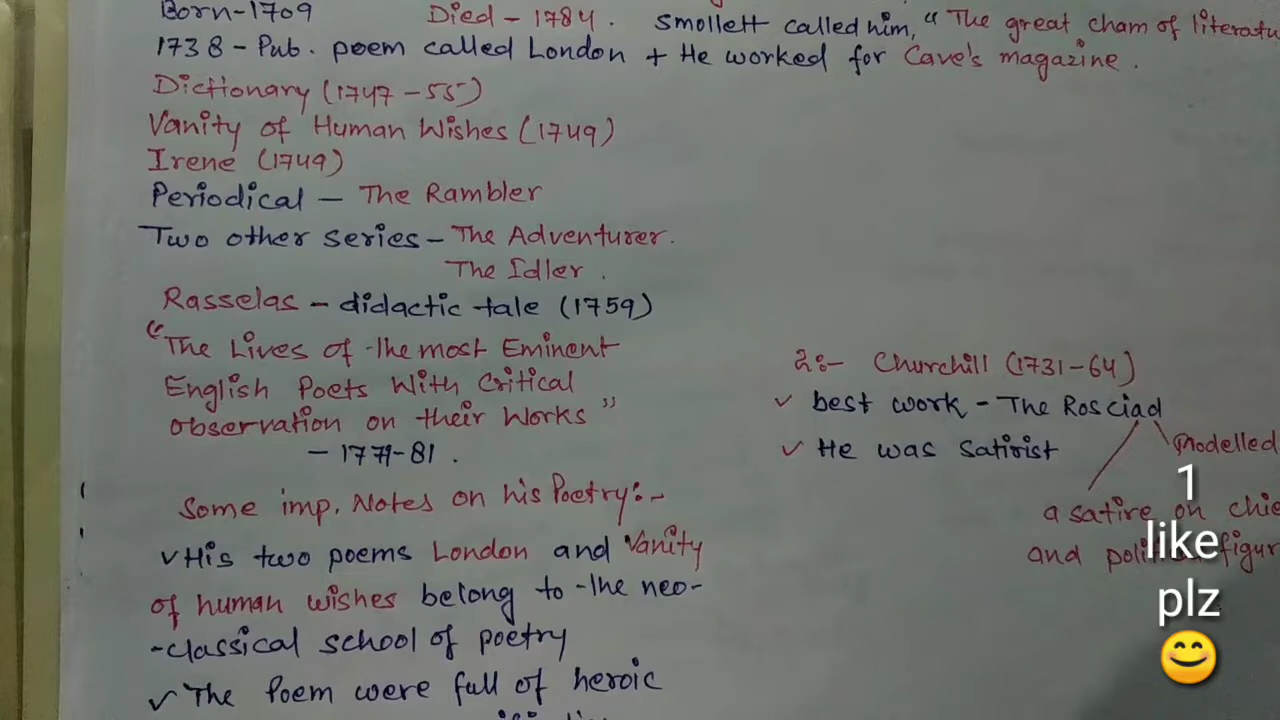 Born-1709 Died - 1784. Smollett called him, "The great cham of literatu
1738 - Pub. poem called London + He worked for Cave's magazine.
Dictionary (1747-55)
Vanity of Human Wishes (1749)
Irene (1749)
Periodical - The Rambler
Two other series - The Adventurer.
The Idler.
Rasselas - didactic tale (1759)
"The Lives of the most Eminent
English Poets With Critical
observation on their Works"
- 1779-81.
Some imp. Notes on his Poetry:-
✓His two poems London and Vanity
of human wishes belong to the neo-
-classical school of poetry
✓ The Poem were full of heroic
2:- Churchill (1731-64)
✓ best work - The Rosciad
✓ He was Satirist
Modelled
a satire on chie
and figur
1
like
plz
😊